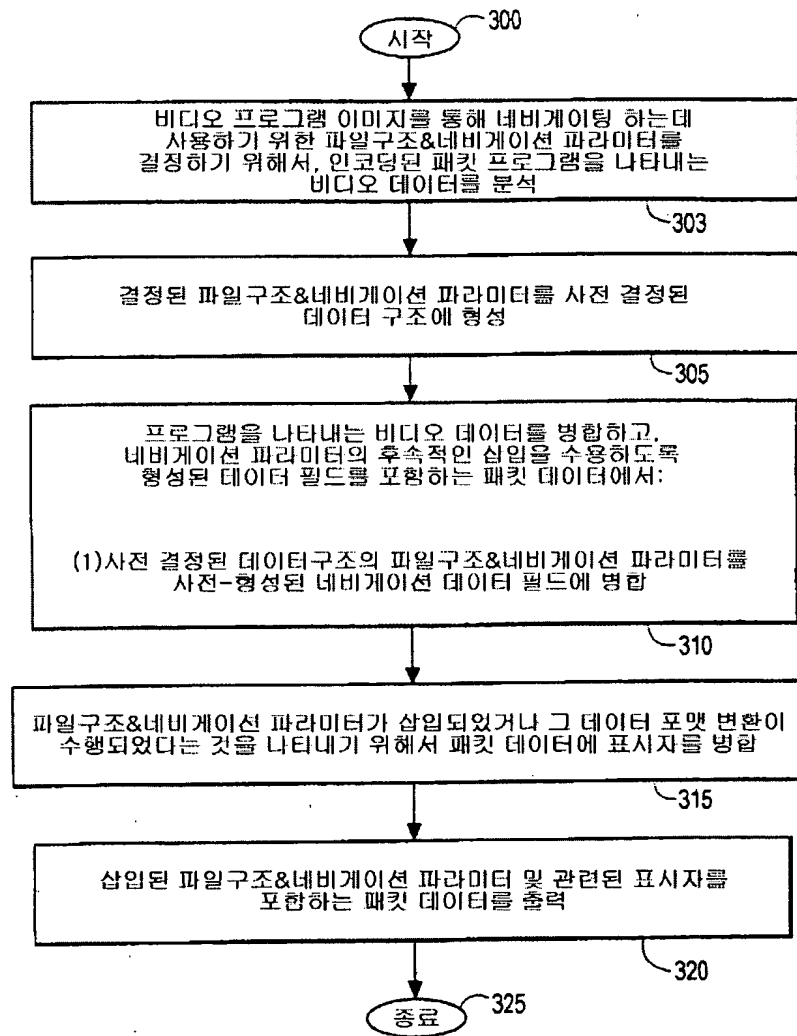 시작
300
비디오 프로그램 이미지를 통해 네비게이팅 하는데
사용하기 위한 파일구조&네비게이션 파라미터를
결정하기 위해서, 인코딩된 패킷 프로그램을 나타내는
비디오 데이터를 분석
303
결정된 파일구조&네비게이션 파라미터를 사전 결정된
데이터 구조에 형성
305
프로그램을 나타내는 비디오 데이터를 병합하고,
네비게이션 파라미터의 후속적인 삽입을 수용하도록
형성된 데이터 필드를 포함하는 패킷 데이터에서:
(1)사전 결정된 데이터구조의 파일구조&네비게이션 파라미터를
사전-형성된 네비게이션 데이터 필드에 병합
310
파일구조&네비게이션 파라미터가 삽입되었거나 그 데이터 포맷 변환이
수행되었다는 것을 나타내기 위해서 패킷 데이터에 표시자를 병합
315
삽입된 파일구조&네비게이션 파라미터 및 관련된 표시자를
포함하는 패킷 데이터를 출력
320
종료
325